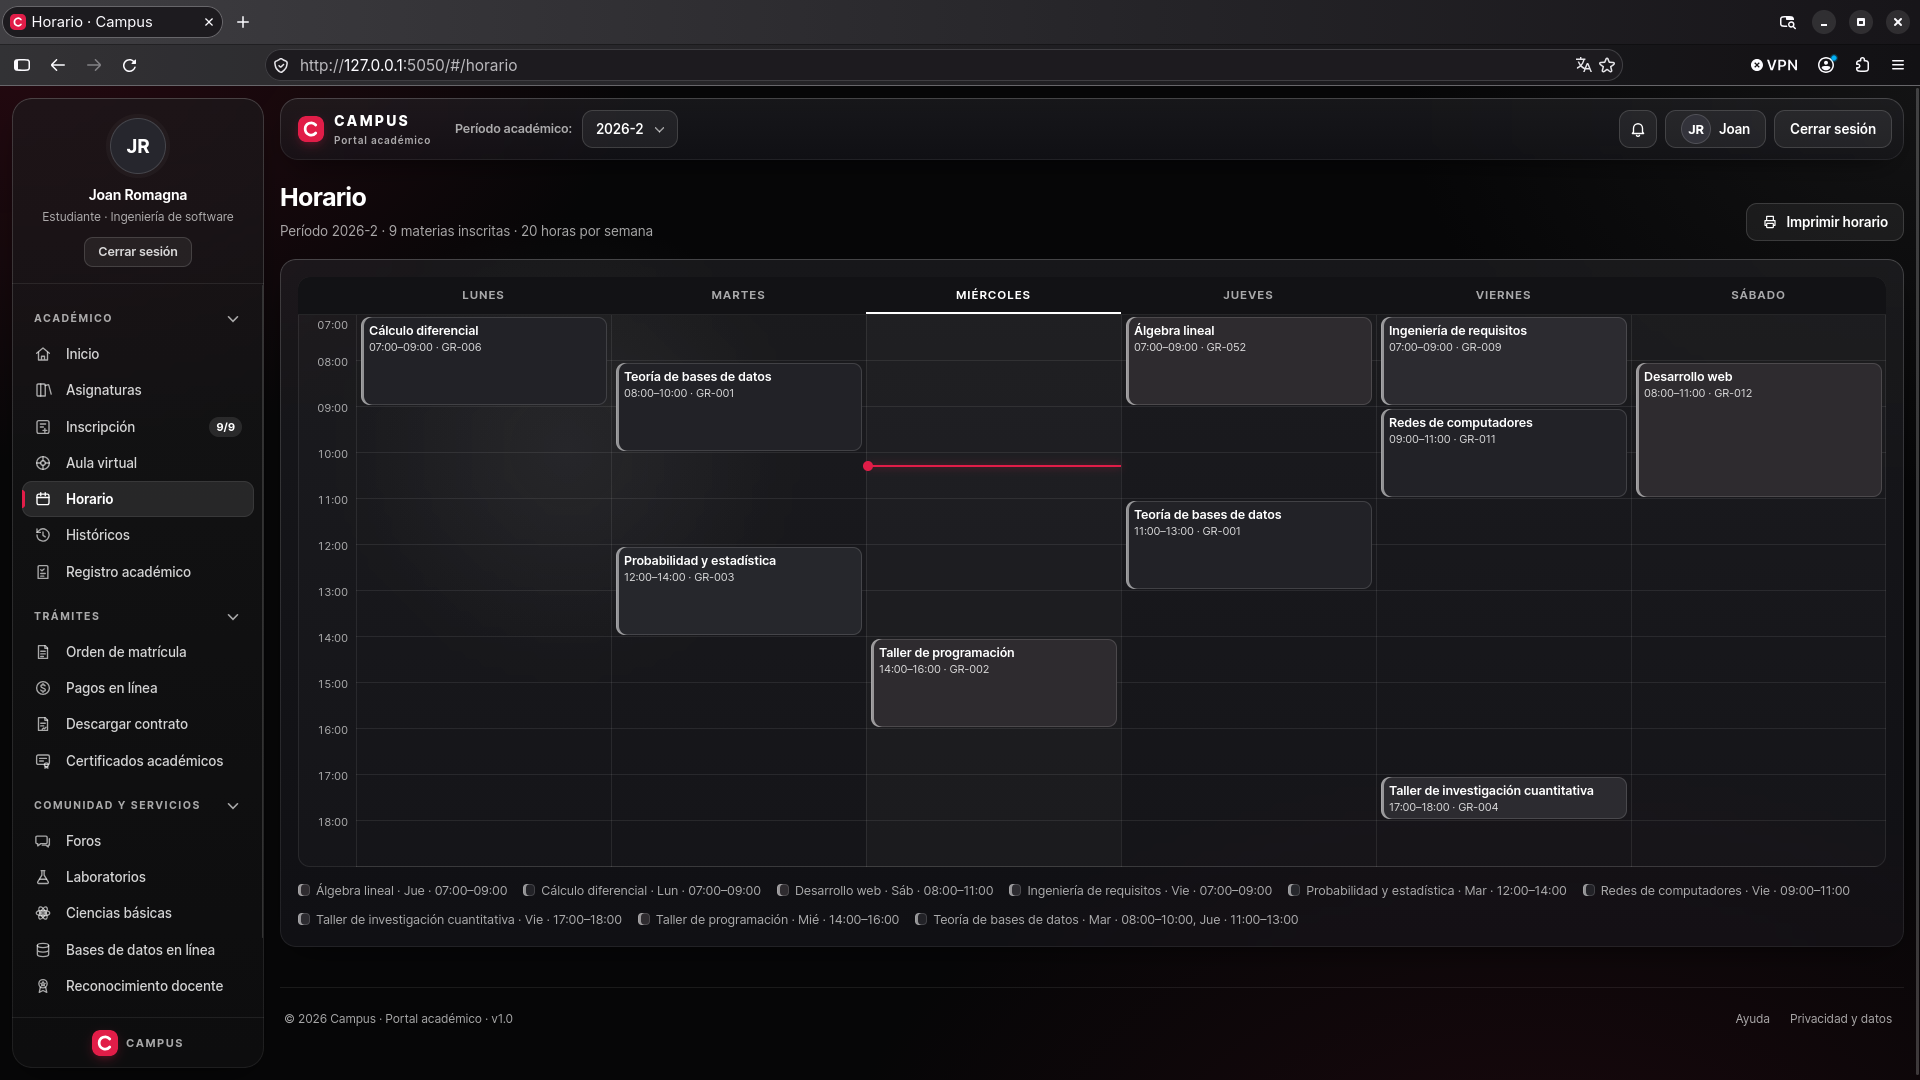 Horario · Campus
http://127.0.0.1:5050/#/horario
VPN
JR
Joan Romagna
Estudiante · Ingeniería de software
Cerrar sesión
ACADÉMICO
Inicio
Asignaturas
Inscripción 9/9
Aula virtual
Horario
Históricos
Registro académico
TRÁMITES
Orden de matrícula
Pagos en línea
Descargar contrato
Certificados académicos
COMUNIDAD Y SERVICIOS
Foros
Laboratorios
Ciencias básicas
Bases de datos en línea
Reconocimiento docente
C CAMPUS
C CAMPUS
Portal académico
Período académico: 2026-2
JR Joan
Cerrar sesión
Horario
Período 2026-2 · 9 materias inscritas · 20 horas por semana
Imprimir horario
LUNES MARTES MIÉRCOLES JUEVES VIERNES SÁBADO
07:00
08:00
09:00
10:00
11:00
12:00
13:00
14:00
15:00
16:00
17:00
18:00
Cálculo diferencial
07:00–09:00 · GR-006
Teoría de bases de datos
08:00–10:00 · GR-001
Probabilidad y estadística
12:00–14:00 · GR-003
Taller de programación
14:00–16:00 · GR-002
Álgebra lineal
07:00–09:00 · GR-052
Teoría de bases de datos
11:00–13:00 · GR-001
Ingeniería de requisitos
07:00–09:00 · GR-009
Redes de computadores
09:00–11:00 · GR-011
Taller de investigación cuantitativa
17:00–18:00 · GR-004
Desarrollo web
08:00–11:00 · GR-012
Álgebra lineal · Jue · 07:00–09:00 Cálculo diferencial · Lun · 07:00–09:00 Desarrollo web · Sáb · 08:00–11:00 Ingeniería de requisitos · Vie · 07:00–09:00 Probabilidad y estadística · Mar · 12:00–14:00 Redes de computadores · Vie · 09:00–11:00
Taller de investigación cuantitativa · Vie · 17:00–18:00 Taller de programación · Mié · 14:00–16:00 Teoría de bases de datos · Mar · 08:00–10:00, Jue · 11:00–13:00
© 2026 Campus · Portal académico · v1.0
Ayuda Privacidad y datos